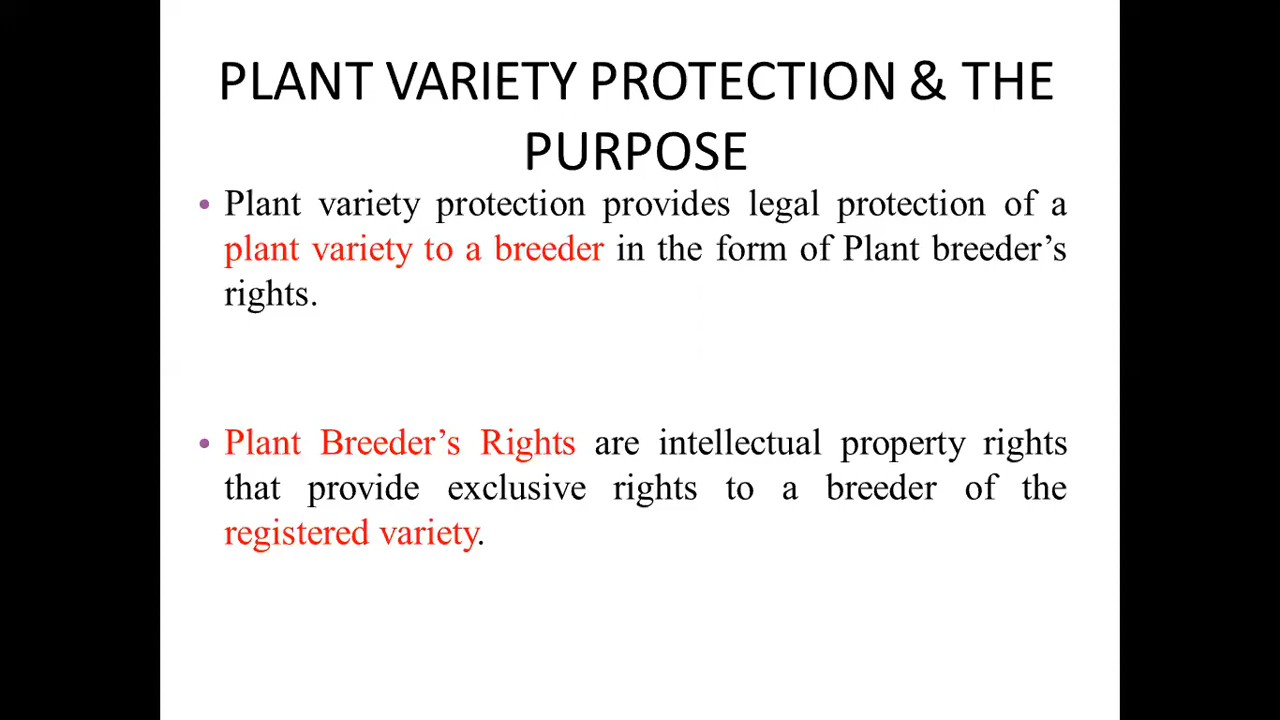 PLANT VARIETY PROTECTION & THE
PURPOSE
• Plant variety protection provides legal protection of a
plant variety to a breeder in the form of Plant breeder’s
rights.
• Plant Breeder’s Rights are intellectual property rights
that provide exclusive rights to a breeder of the
registered variety.